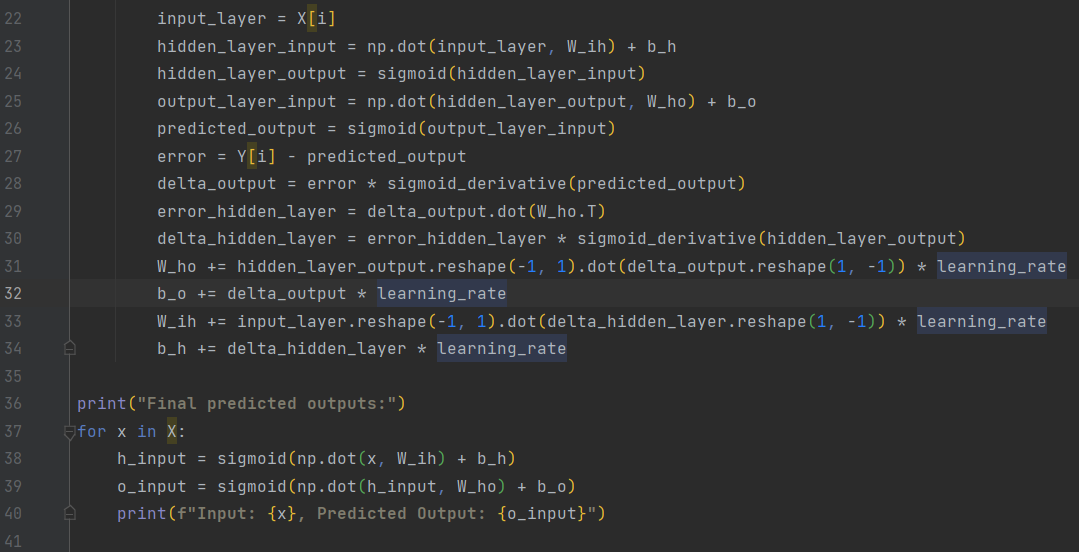 22 input_layer = X[i]
23 hidden_layer_input = np.dot(input_layer, W_ih) + b_h
24 hidden_layer_output = sigmoid(hidden_layer_input)
25 output_layer_input = np.dot(hidden_layer_output, W_ho) + b_o
26 predicted_output = sigmoid(output_layer_input)
27 error = Y[i] - predicted_output
28 delta_output = error * sigmoid_derivative(predicted_output)
29 error_hidden_layer = delta_output.dot(W_ho.T)
30 delta_hidden_layer = error_hidden_layer * sigmoid_derivative(hidden_layer_output)
31 W_ho += hidden_layer_output.reshape(-1, 1).dot(delta_output.reshape(1, -1)) * learning_rate
32 b_o += delta_output * learning_rate
33 W_ih += input_layer.reshape(-1, 1).dot(delta_hidden_layer.reshape(1, -1)) * learning_rate
34 b_h += delta_hidden_layer * learning_rate
35
36 print("Final predicted outputs:")
37 for x in X:
38 h_input = sigmoid(np.dot(x, W_ih) + b_h)
39 o_input = sigmoid(np.dot(h_input, W_ho) + b_o)
40 print(f"Input: {x}, Predicted Output: {o_input}")
41